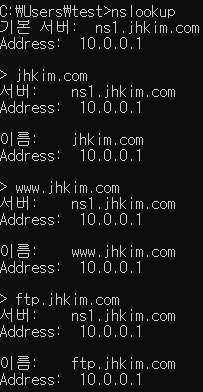 C:₩Users₩test>nslookup
기본 서버:  ns1.jhkim.com
Address:  10.0.0.1

> jhkim.com
서버:    ns1.jhkim.com
Address:  10.0.0.1

이름:    jhkim.com
Address:  10.0.0.1

> www.jhkim.com
서버:    ns1.jhkim.com
Address:  10.0.0.1

이름:    www.jhkim.com
Address:  10.0.0.1

> ftp.jhkim.com
서버:    ns1.jhkim.com
Address:  10.0.0.1

이름:    ftp.jhkim.com
Address:  10.0.0.1